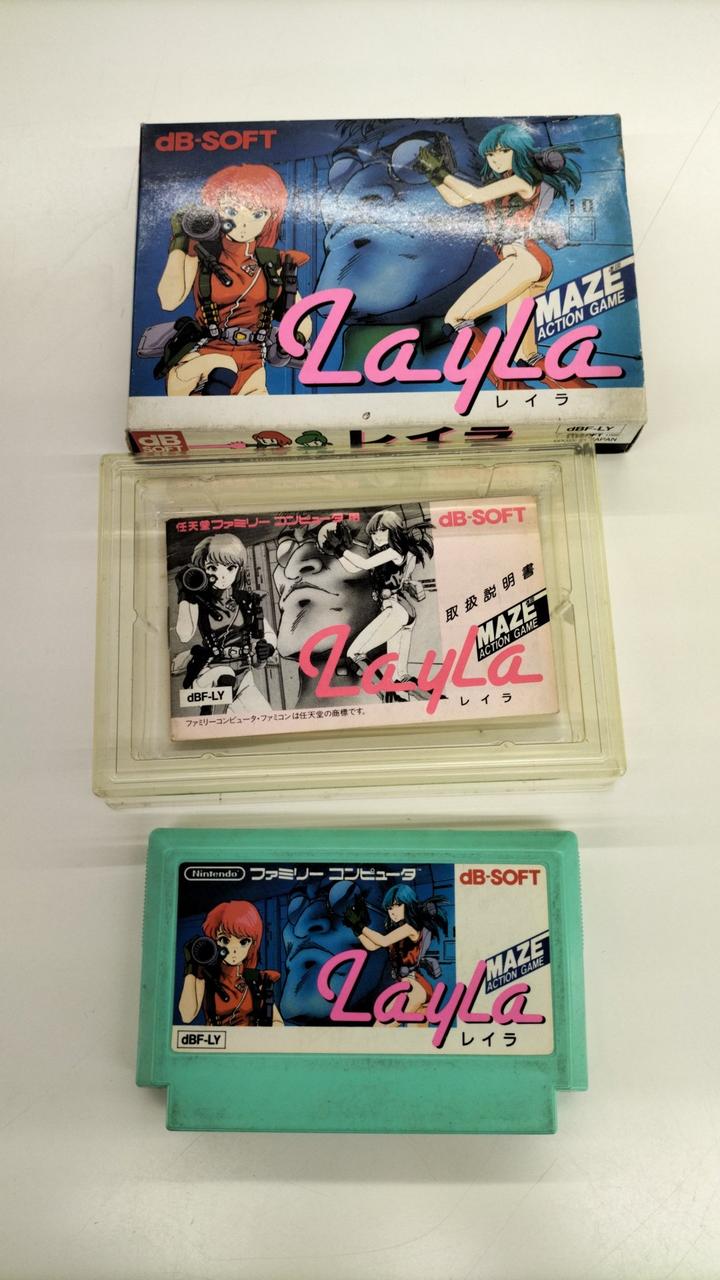 dB-SOFT
MAZE
ACTION GAME
LayLa
レイラ
dB
SOFT
レイラ
dBF-LY
任天堂ファミリーコンピュータ用
dB-SOFT
取扱説明書
MAZE
ACTION GAME
LayLa
レイラ
dBF-LY
ファミリーコンピュータ・ファミコンは任天堂の商標です。
Nintendo ファミリーコンピュータ
dB-SOFT
MAZE
ACTION GAME
LayLa
レイラ
dBF-LY